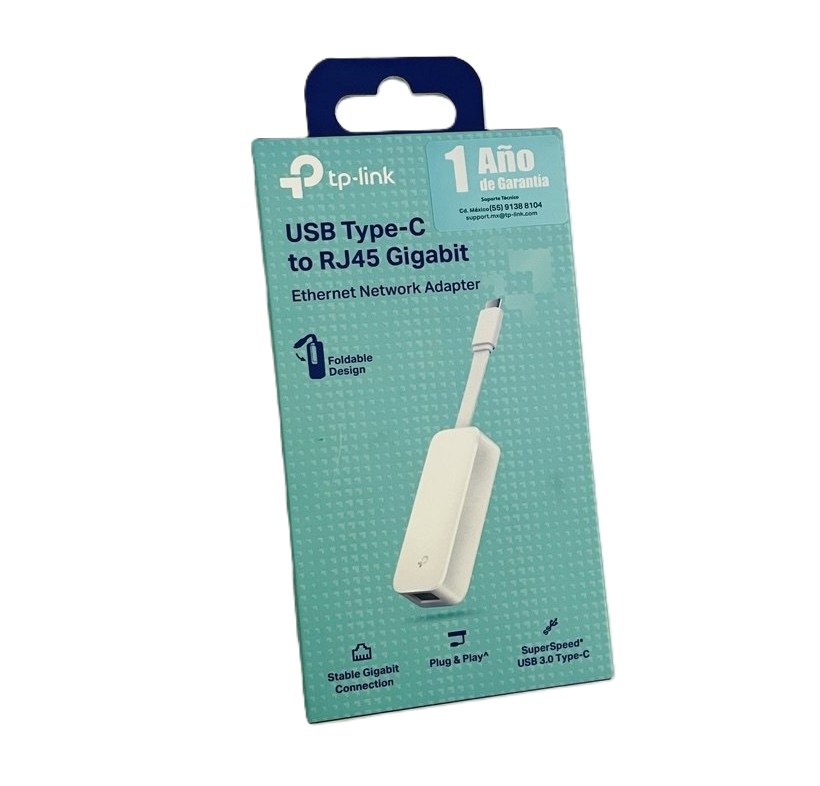 tp-link
1 Año
de Garantía
Soporte Técnico
Cd. México (55) 9138 8104
support.mx@tp-link.com
USB Type-C
to RJ45 Gigabit
Ethernet Network Adapter
Foldable
Design
Stable Gigabit
Connection
Plug & Play^
SuperSpeed*
USB 3.0 Type-C